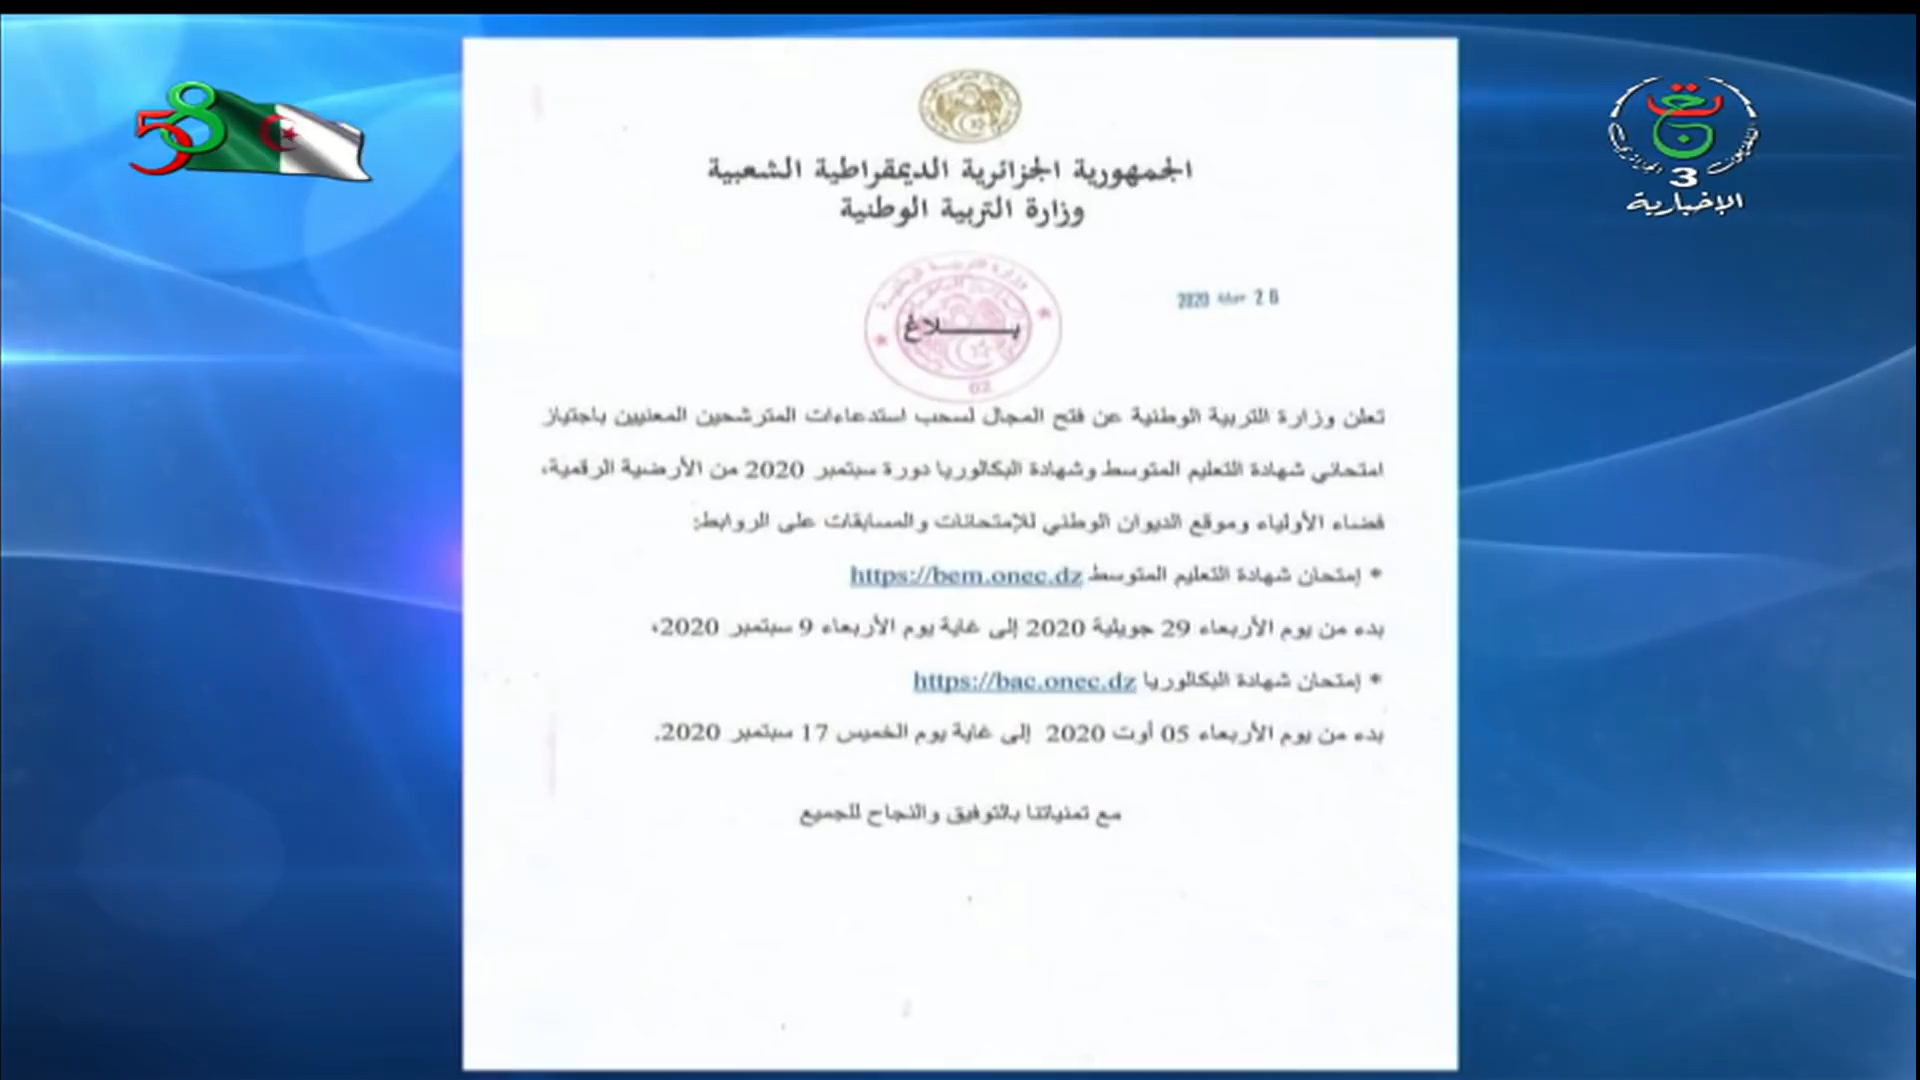 58
3
الإخبارية
الجمهورية الجزائرية الديمقراطية الشعبية
وزارة التربية الوطنية
2020 26
بـــــــلاغ
02
تعلن وزارة التربية الوطنية عن فتح المجال لسحب استدعاءات المترشحين المعنيين باجتياز
امتحاني شهادة التعليم المتوسط وشهادة البكالوريا دورة سبتمبر 2020 من الأرضية الرقمية،
فضاء الأولياء وموقع الديوان الوطني للإمتحانات والمسابقات على الروابط:
* إمتحان شهادة التعليم المتوسط https://bem.onec.dz
بدء من يوم الأربعاء 29 جويلية 2020 إلى غاية يوم الأربعاء 9 سبتمبر 2020،
* إمتحان شهادة البكالوريا https://bac.onec.dz
بدء من يوم الأربعاء 05 أوت 2020 إلى غاية يوم الخميس 17 سبتمبر 2020.
مع تمنياتنا بالتوفيق والنجاح للجميع